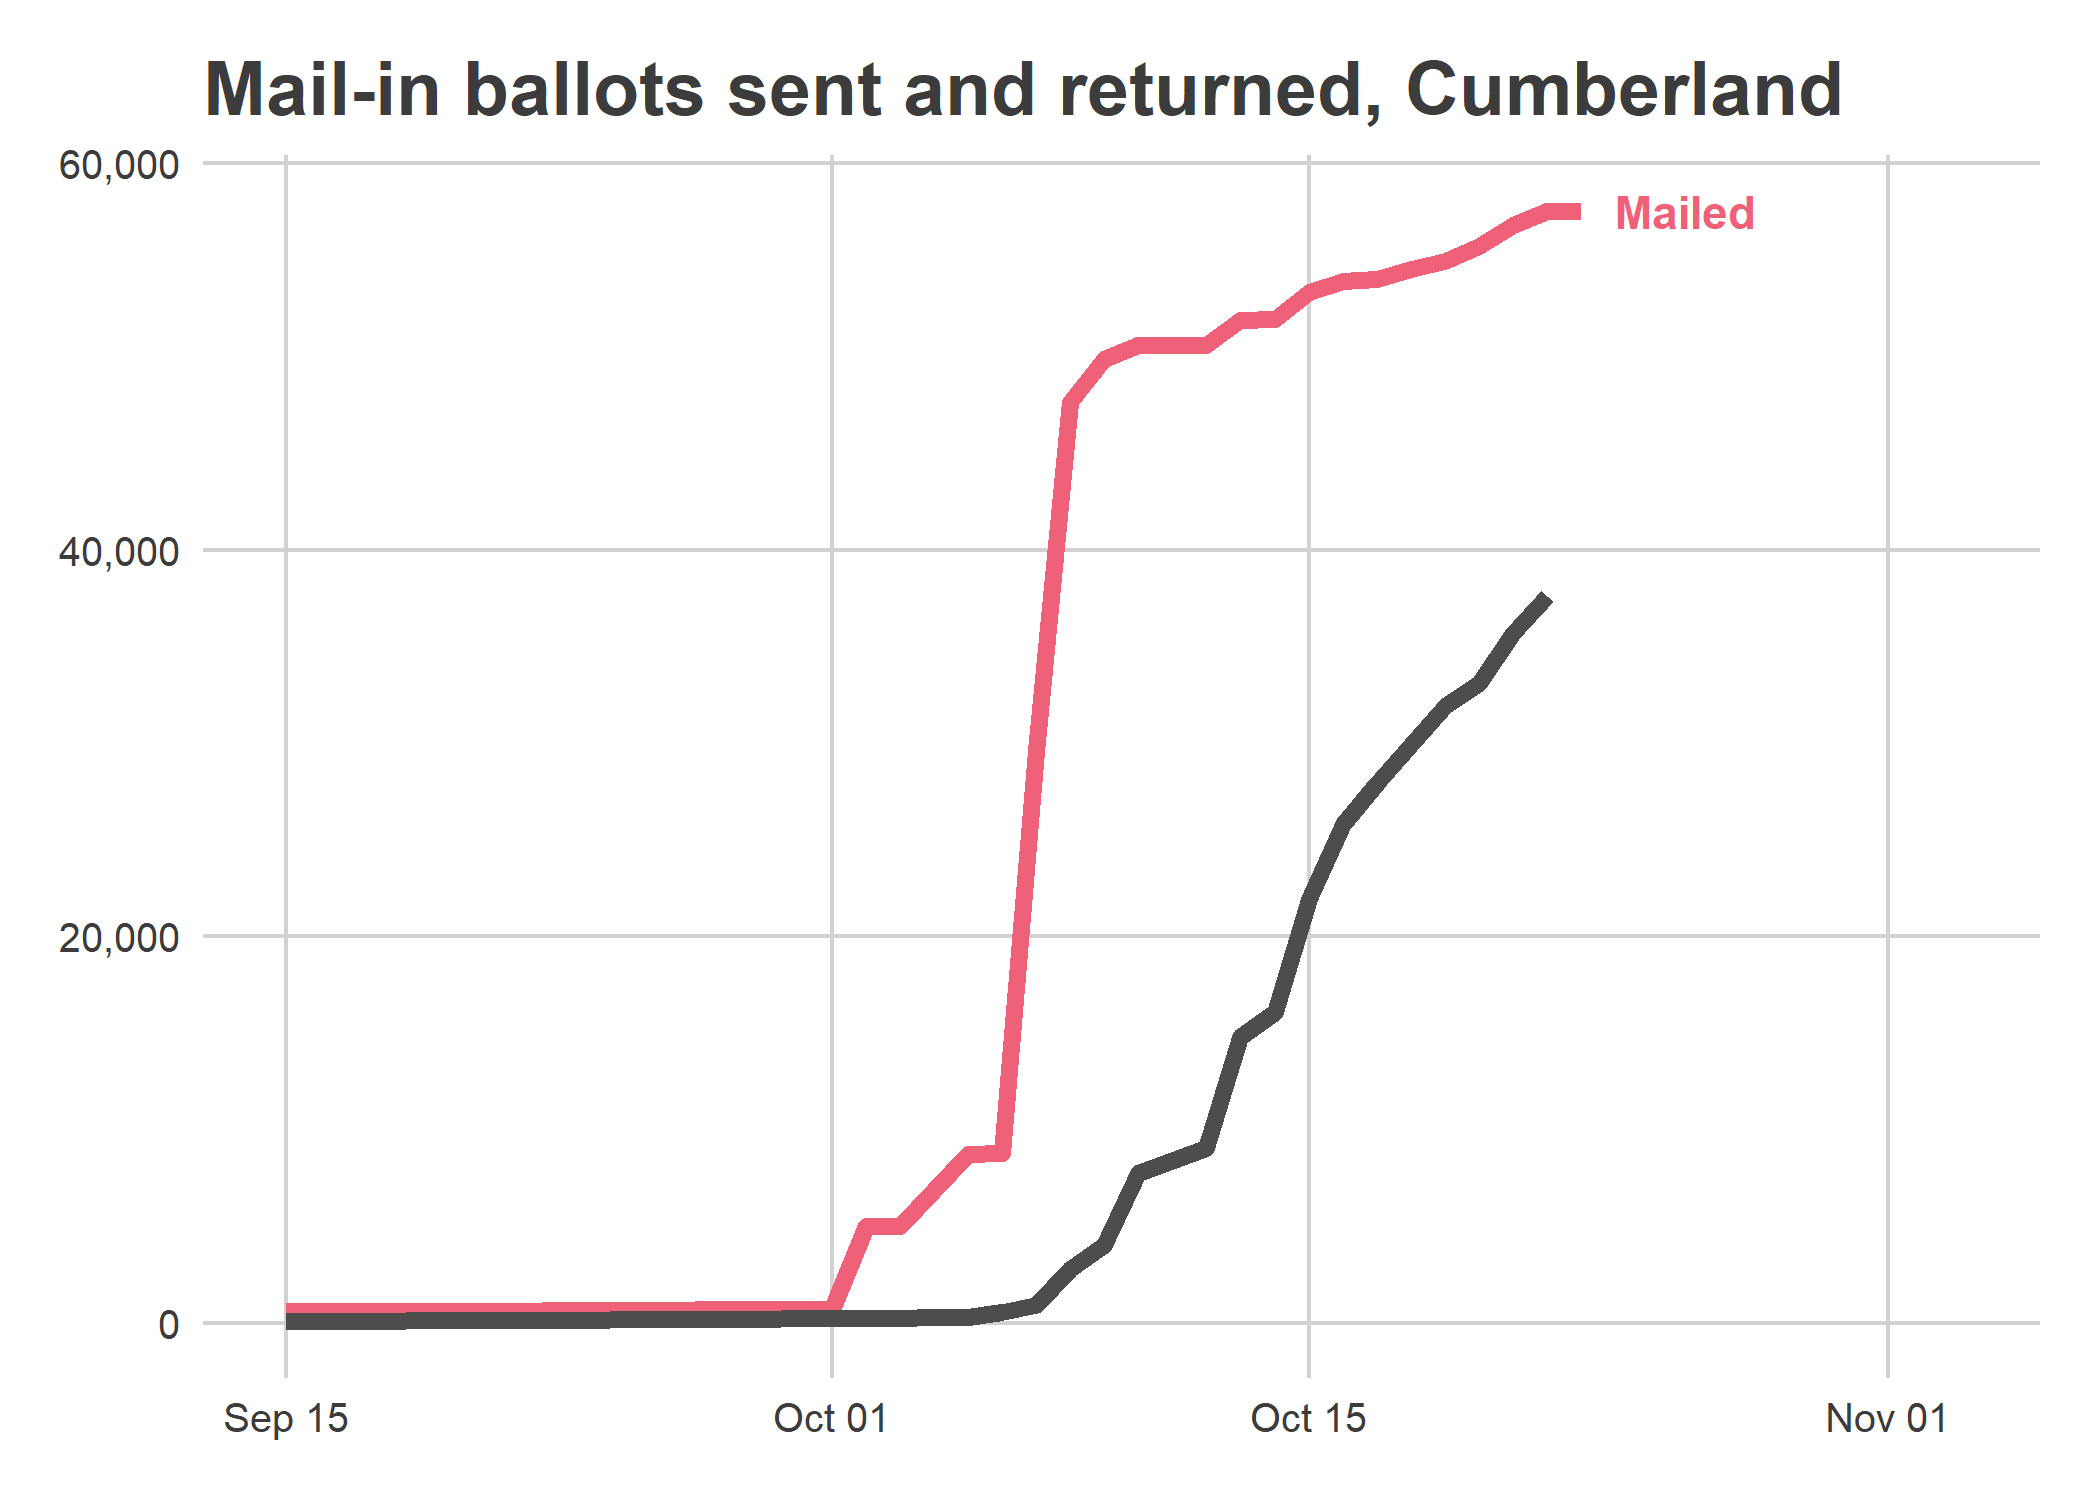 Mail-in ballots sent and returned, Cumberland
60,000
Mailed
40,000
20,000
0
Sep 15 Oct 01 Oct 15 Nov 01